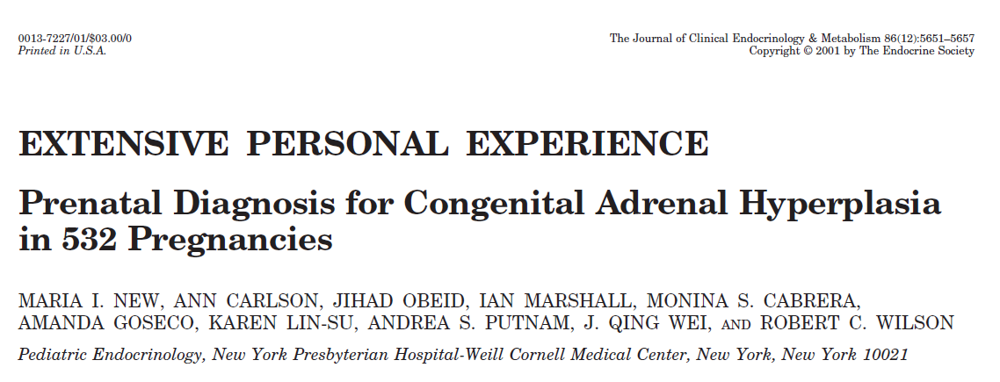 0013-7227/01/$03.00/0
Printed in U.S.A.
The Journal of Clinical Endocrinology & Metabolism 86(12):5651–5657
Copyright © 2001 by The Endocrine Society
EXTENSIVE PERSONAL EXPERIENCE
Prenatal Diagnosis for Congenital Adrenal Hyperplasia
in 532 Pregnancies
MARIA I. NEW, ANN CARLSON, JIHAD OBEID, IAN MARSHALL, MONINA S. CABRERA,
AMANDA GOSECO, KAREN LIN-SU, ANDREA S. PUTNAM, J. QING WEI, AND ROBERT C. WILSON
Pediatric Endocrinology, New York Presbyterian Hospital-Weill Cornell Medical Center, New York, New York 10021